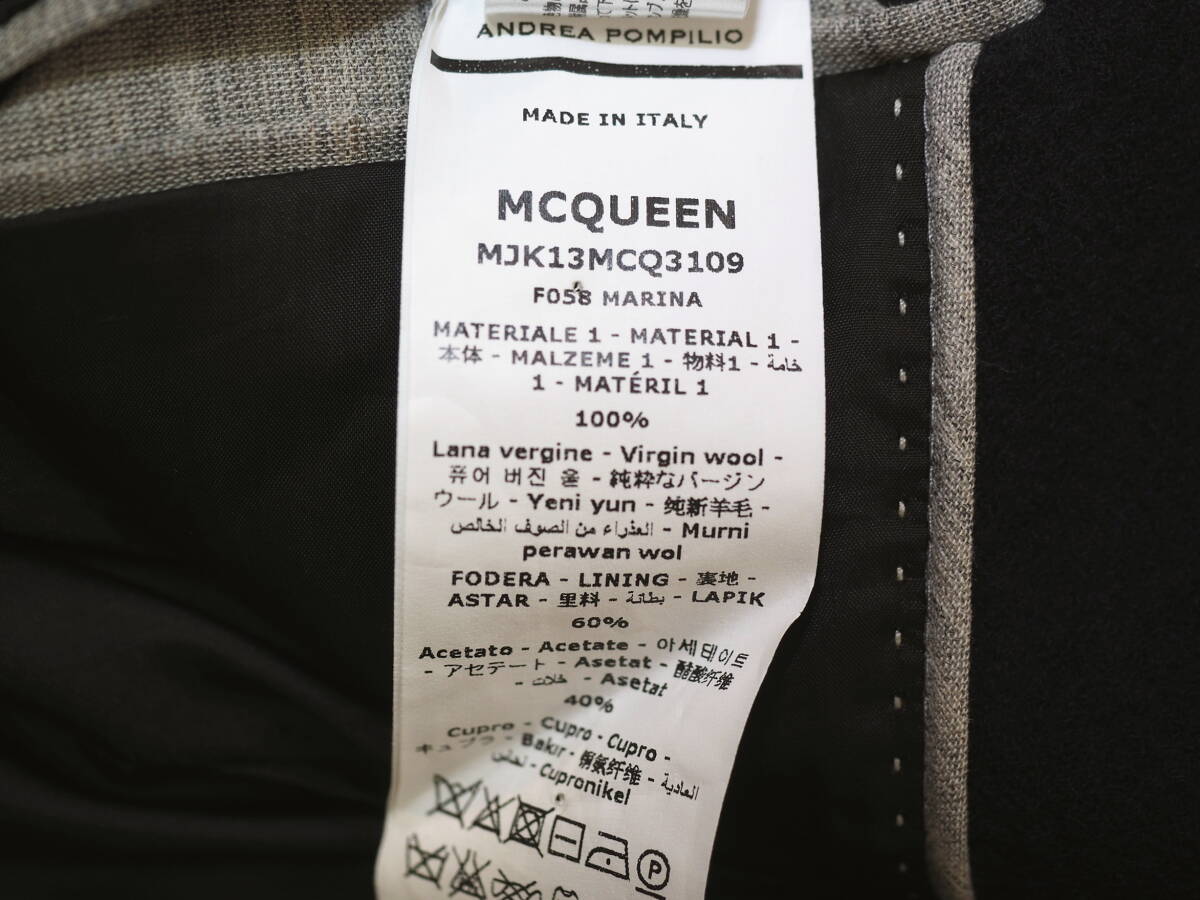 ANDREA POMPILIO
MADE IN ITALY
MCQUEEN
MJK13MCQ3109
F058 MARINA
MATERIALE 1 - MATERIAL 1 -
本体 - MALZEME 1 - 物料1 - خامة
1 - MATÉRIL 1
100%
Lana vergine - Virgin wool -
퓨어 버진 울 - 純粋なバージン
ウール - Yeni yun - 纯新羊毛 -
العذراء من الصوف الخالص - Murni
perawan wol
FODERA - LINING - 裏地 -
ASTAR - 里料 - بطانة - LAPIK
60%
Acetato - Acetate - 아세테이트
- アセテート - Asetat - 醋酸纤维
- خلات - Asetat
40%
Cupro - Cupro - Cupro -
キュプラ - Bakır - 铜氨纤维 - العادية
نحاس - Cupronikel
P